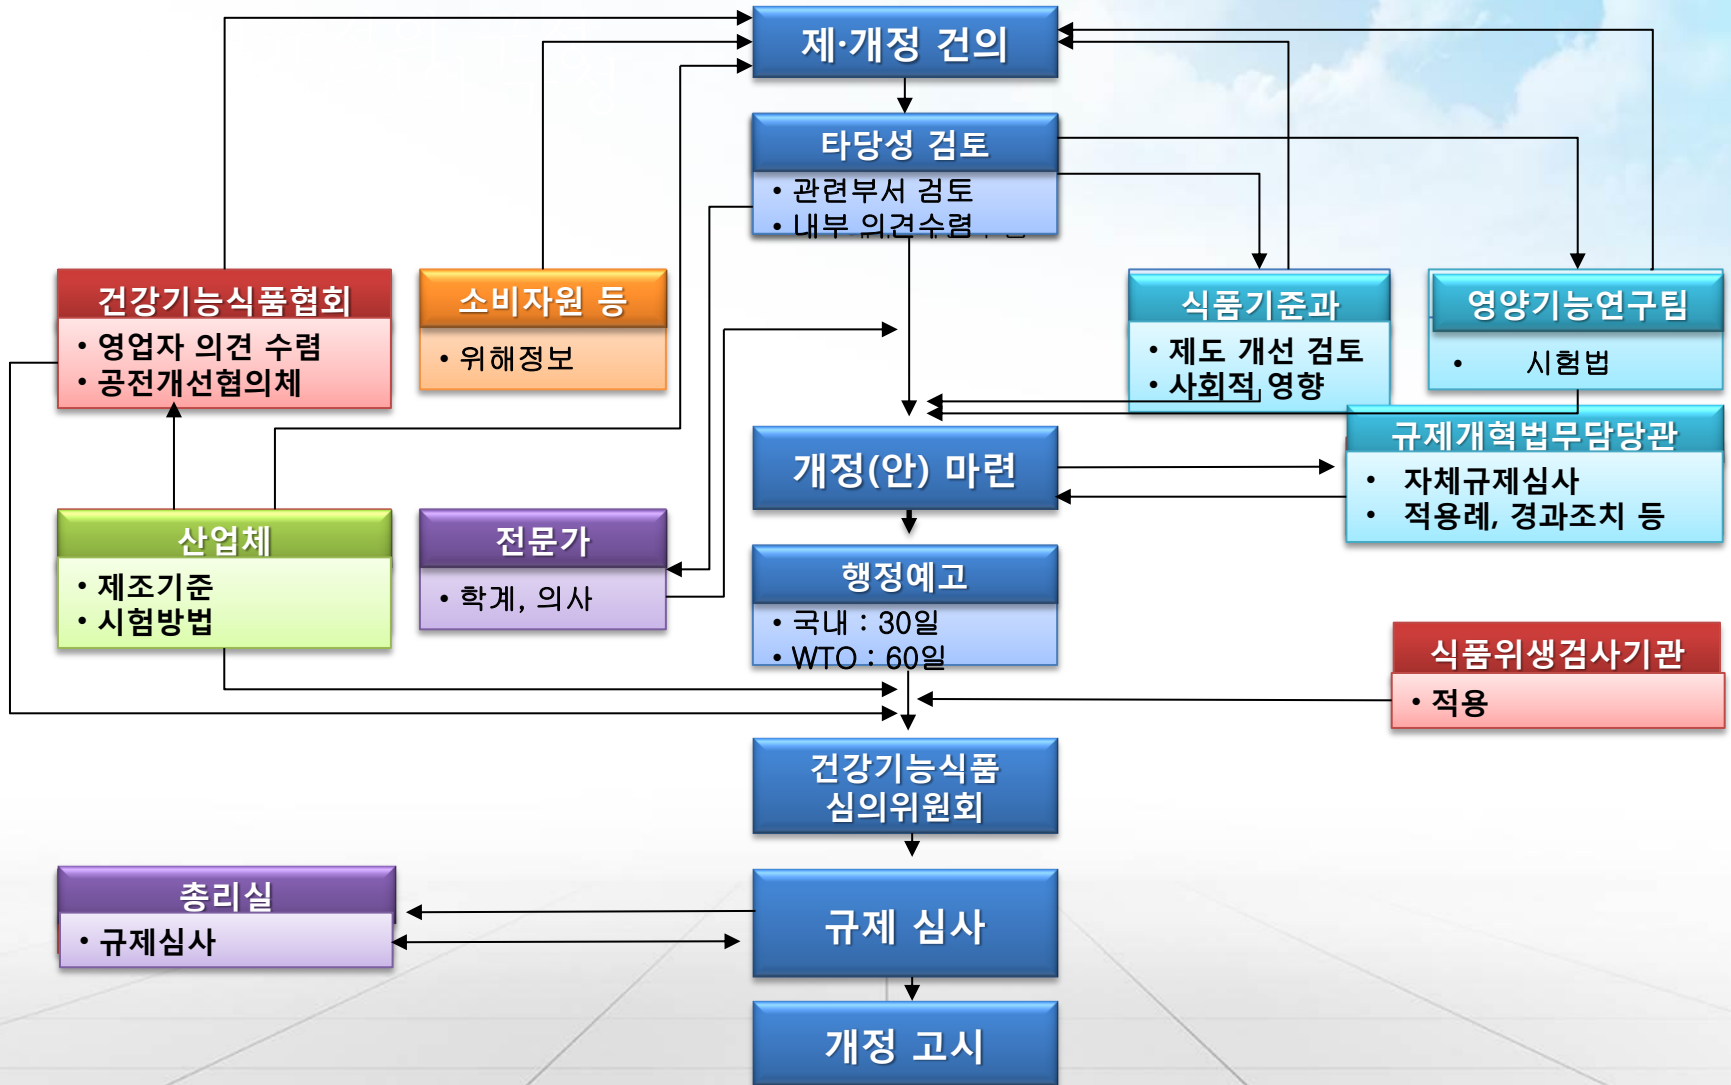 제·개정 건의
타당성 검토
• 관련부서 검토
• 내부 의견수렴
건강기능식품협회
• 영업자 의견 수렴
• 공전개선협의체
소비자원 등
• 위해정보
식품기준과
• 제도 개선 검토
• 사회적 영향
영양기능연구팀
• 시험법
개정(안) 마련
규제개혁법무담당관
• 자체규제심사
• 적용례, 경과조치 등
산업체
• 제조기준
• 시험방법
전문가
• 학계, 의사
행정예고
• 국내 : 30일
• WTO : 60일
식품위생검사기관
• 적용
건강기능식품
심의위원회
총리실
• 규제심사
규제 심사
개정 고시